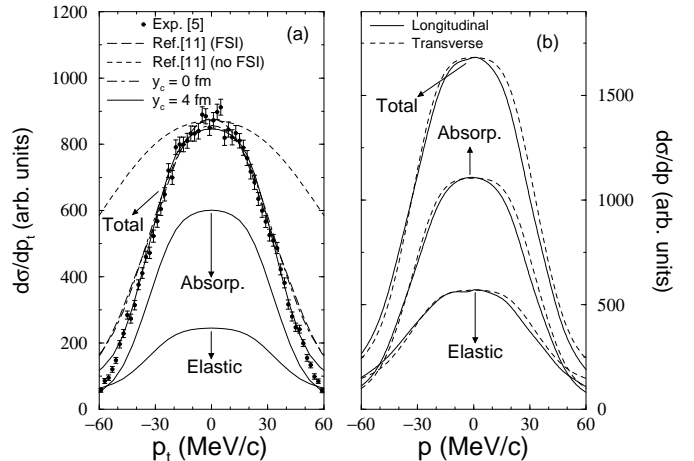 Exp. [5]
Ref.[11] (FSI)
Ref.[11] (no FSI)
y_c = 0 fm
y_c = 4 fm
(a)
Total
Absorp.
Elastic
1200
1000
800
600
400
200
0
−60
−30
0
30
60
dσ/dp_t (arb. units)
p_t (MeV/c)
Longitudinal
Transverse
(b)
Total
Absorp.
Elastic
1500
1000
500
0
−60
−30
0
30
60
dσ/dp (arb. units)
p (MeV/c)